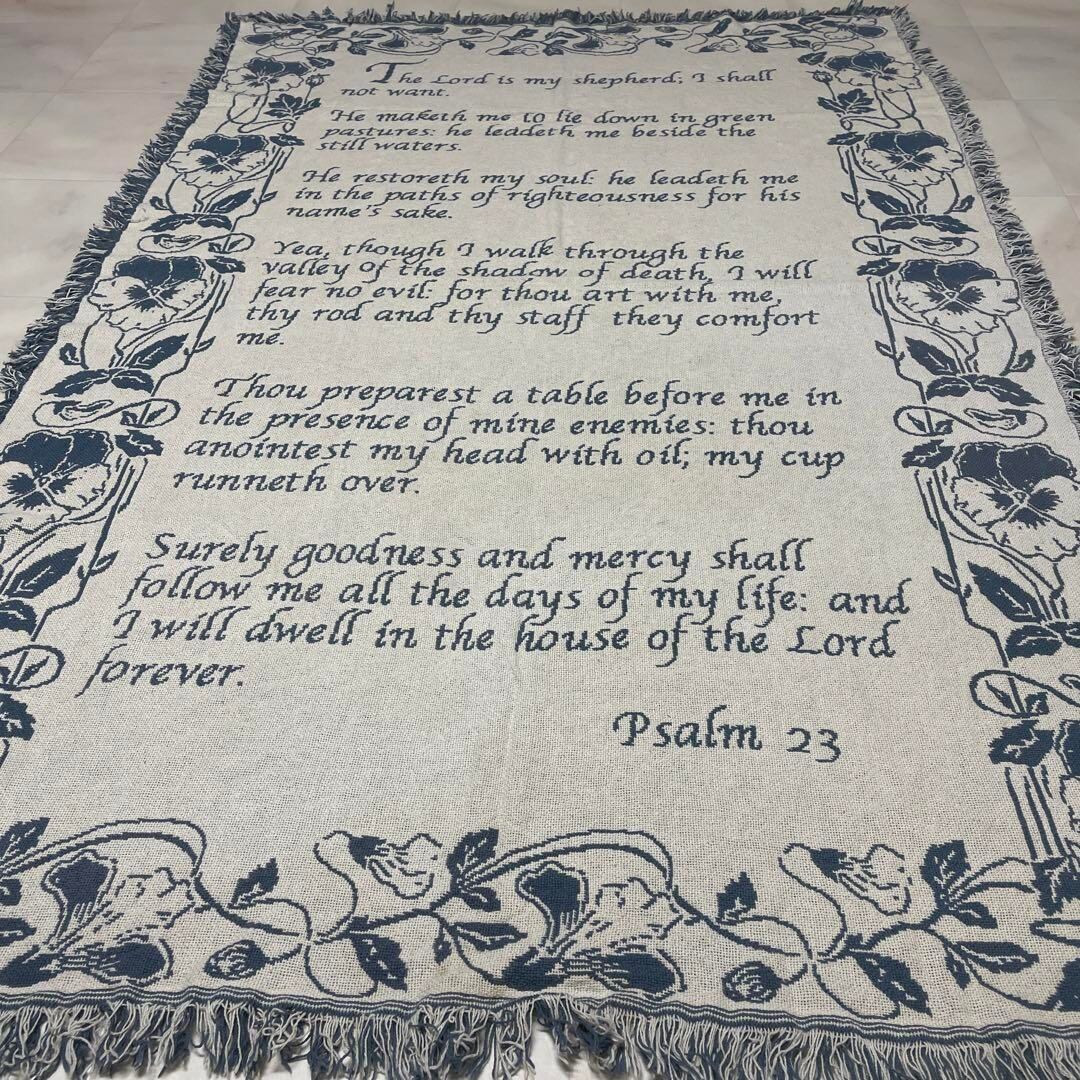 The Lord is my shepherd; I shall
not want.
He maketh me to lie down in green
pastures: he leadeth me beside the
still waters.
He restoreth my soul: he leadeth me
in the paths of righteousness for his
name's sake.
Yea, though I walk through the
valley of the shadow of death, I will
fear no evil: for thou art with me,
thy rod and thy staff they comfort
me.
Thou preparest a table before me in
the presence of mine enemies: thou
anointest my head with oil; my cup
runneth over.
Surely goodness and mercy shall
follow me all the days of my life: and
I will dwell in the house of the Lord
forever.
Psalm 23